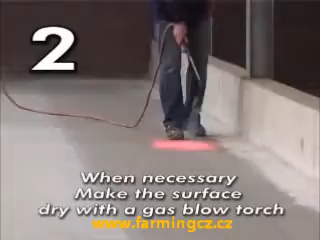 2
When necessary
Make the surface
dry with a gas blow torch
www.farmingcz.cz